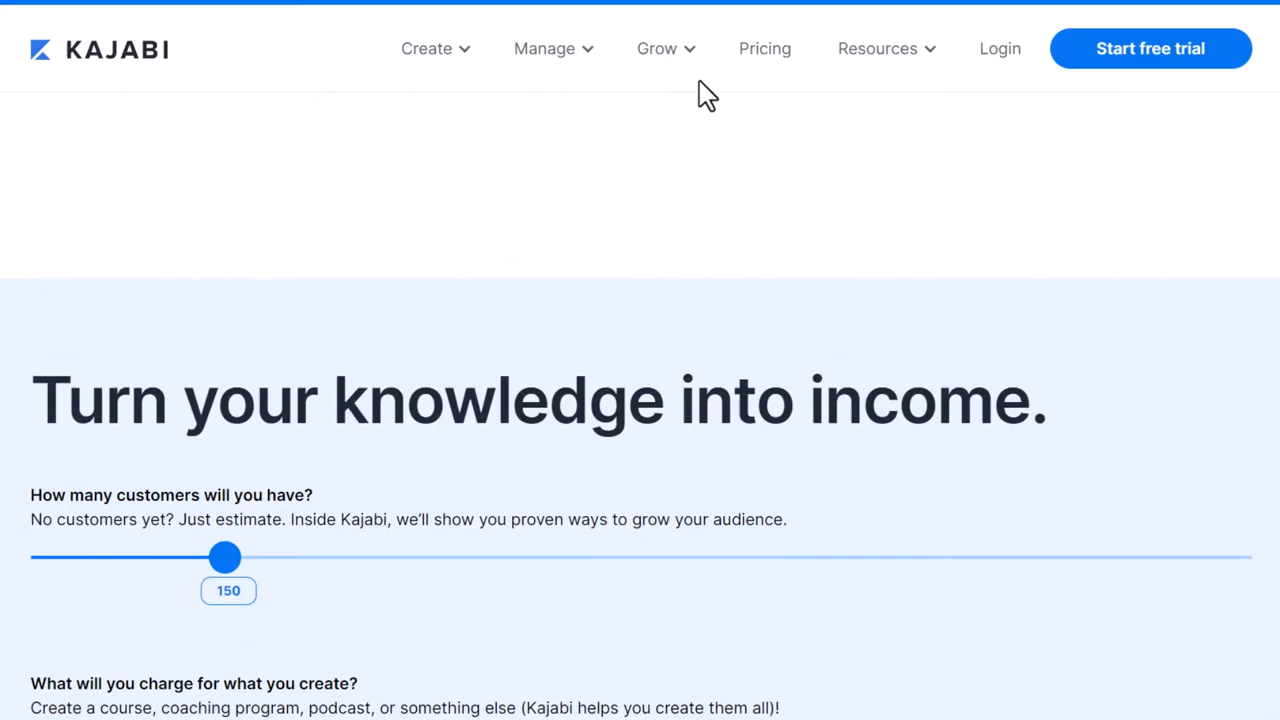 KAJABI Create Manage Grow Pricing Resources Login Start free trial
Turn your knowledge into income.
How many customers will you have?
No customers yet? Just estimate. Inside Kajabi, we’ll show you proven ways to grow your audience.
150
What will you charge for what you create?
Create a course, coaching program, podcast, or something else (Kajabi helps you create them all)!